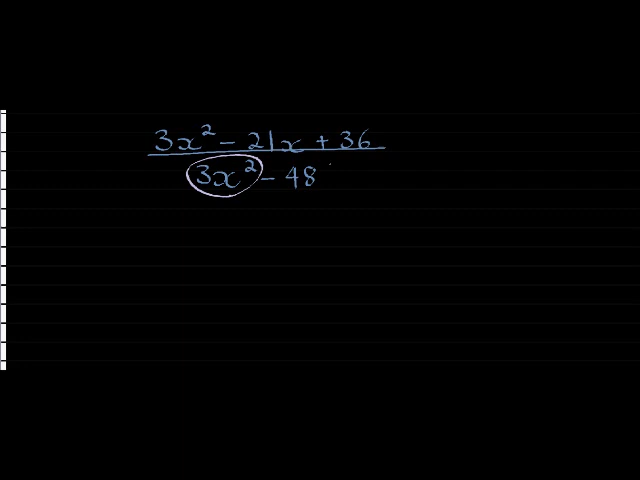 3x² - 21x + 36
3x² - 48